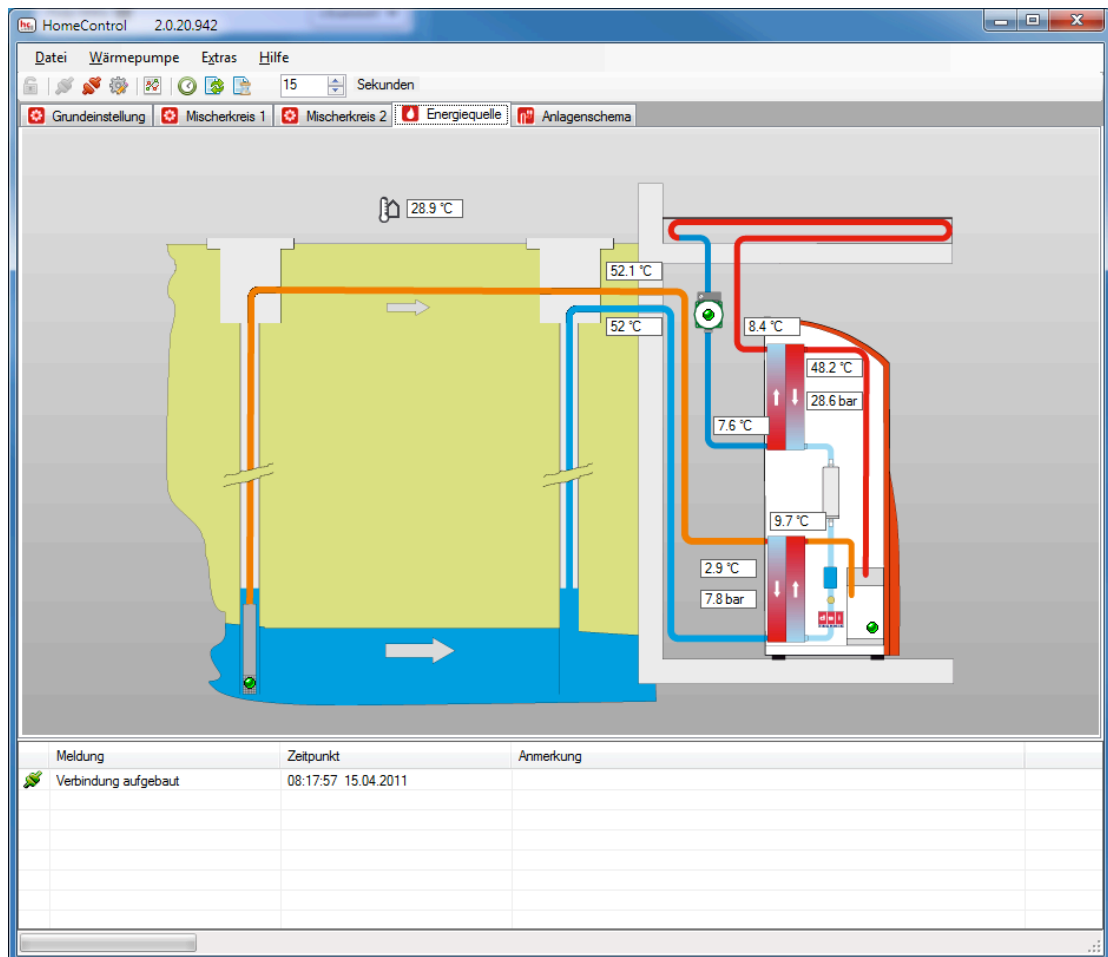 HomeControl 2.0.20.942
Datei Wärmepumpe Extras Hilfe
15 Sekunden
Grundeinstellung Mischerkreis 1 Mischerkreis 2 Energiequelle Anlagenschema
28.9 °C
52.1 °C
52 °C
8.4 °C
48.2 °C
28.6 bar
7.6 °C
9.7 °C
2.9 °C
7.8 bar
Meldung Zeitpunkt Anmerkung
Verbindung aufgebaut 08:17:57 15.04.2011